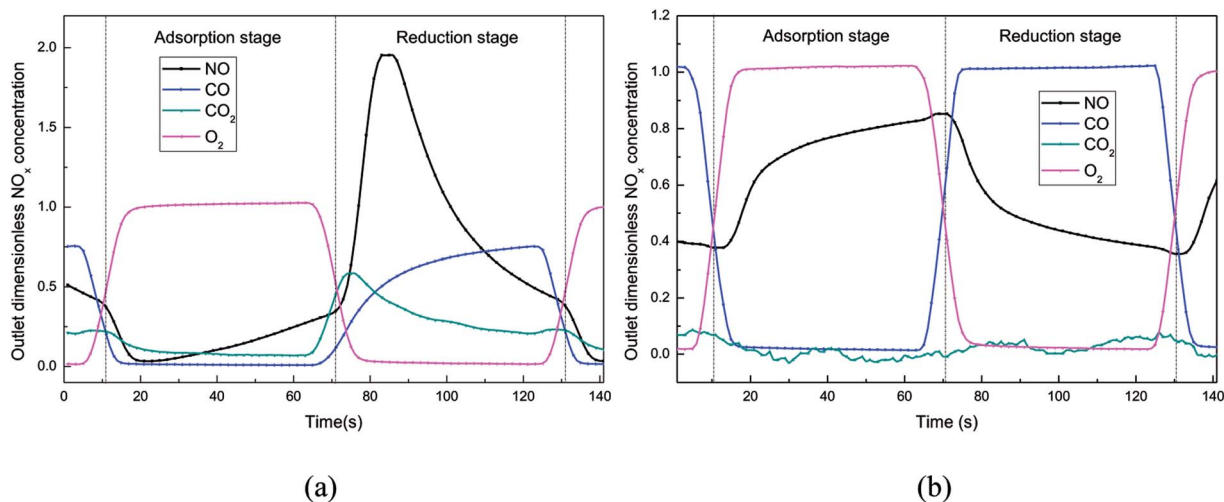 Adsorption stage
Reduction stage
NO
CO
CO₂
O₂
2.0
1.5
1.0
0.5
0.0
Outlet dimensionless NOₓ concentration
0 20 40 60 80 100 120 140
Time(s)
(a)
Adsorption stage
Reduction stage
NO
CO
CO₂
O₂
1.2
1.0
0.8
0.6
0.4
0.2
0.0
Outlet dimensionless NOₓ concentration
20 40 60 80 100 120 140
Time (s)
(b)